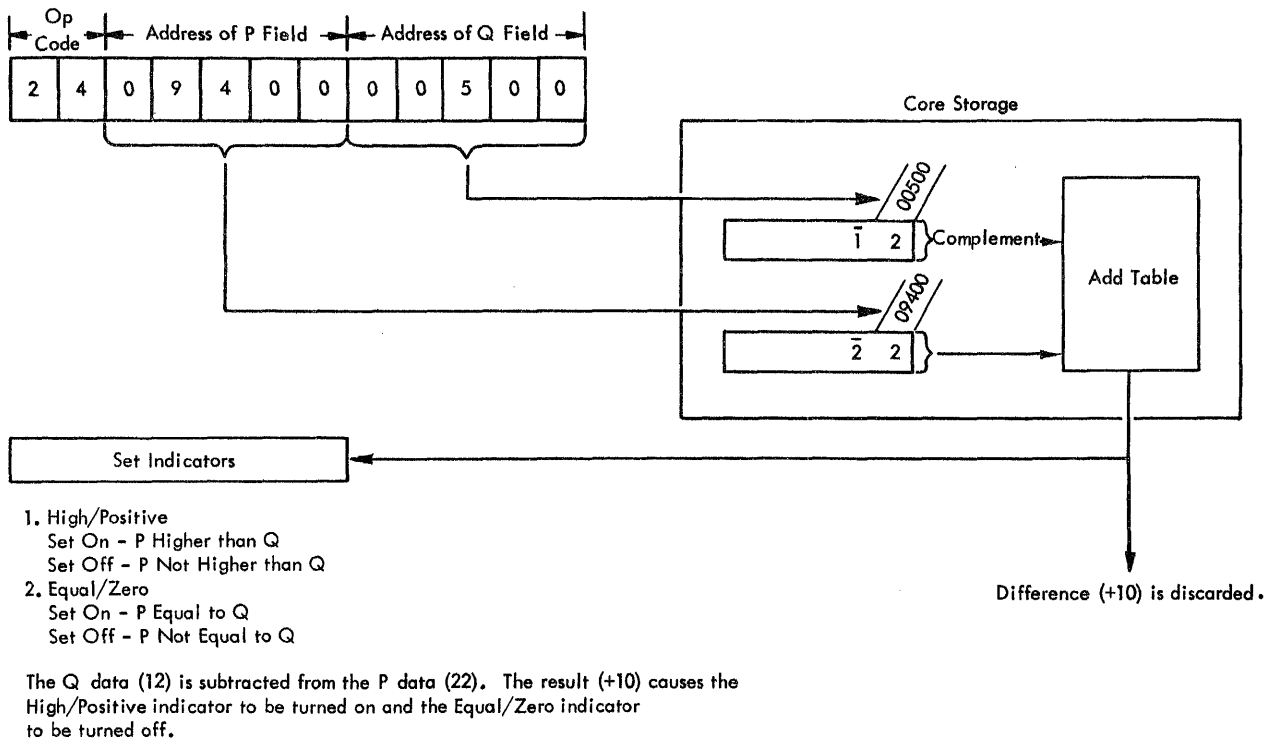 Op
Code
Address of P Field
Address of Q Field
2 4 0 9 4 0 0 0 0 5 0 0
Core Storage
00500
1̄ 2
Complement
Add Table
09400
2̄ 2
Set Indicators
1. High/Positive
Set On - P Higher than Q
Set Off - P Not Higher than Q
2. Equal/Zero
Set On - P Equal to Q
Set Off - P Not Equal to Q
Difference (+10) is discarded.
The Q data (12) is subtracted from the P data (22). The result (+10) causes the
High/Positive indicator to be turned on and the Equal/Zero indicator
to be turned off.